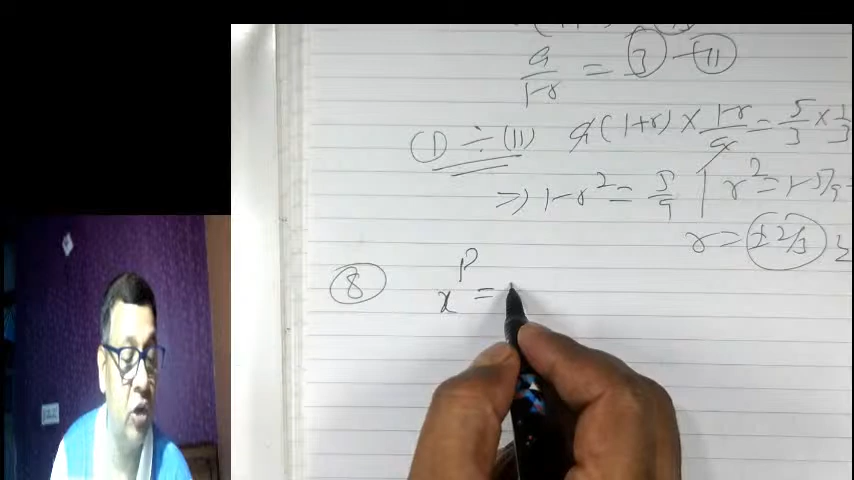 a/(1-r) = 3 - (II)
(I) ÷ (II) a(1+r) × (1-r)/a = 5/3 × 1/3
⇒ 1-r² = 5/9 | r² = 1-5/9
r = ±2/3
(8) x^p =